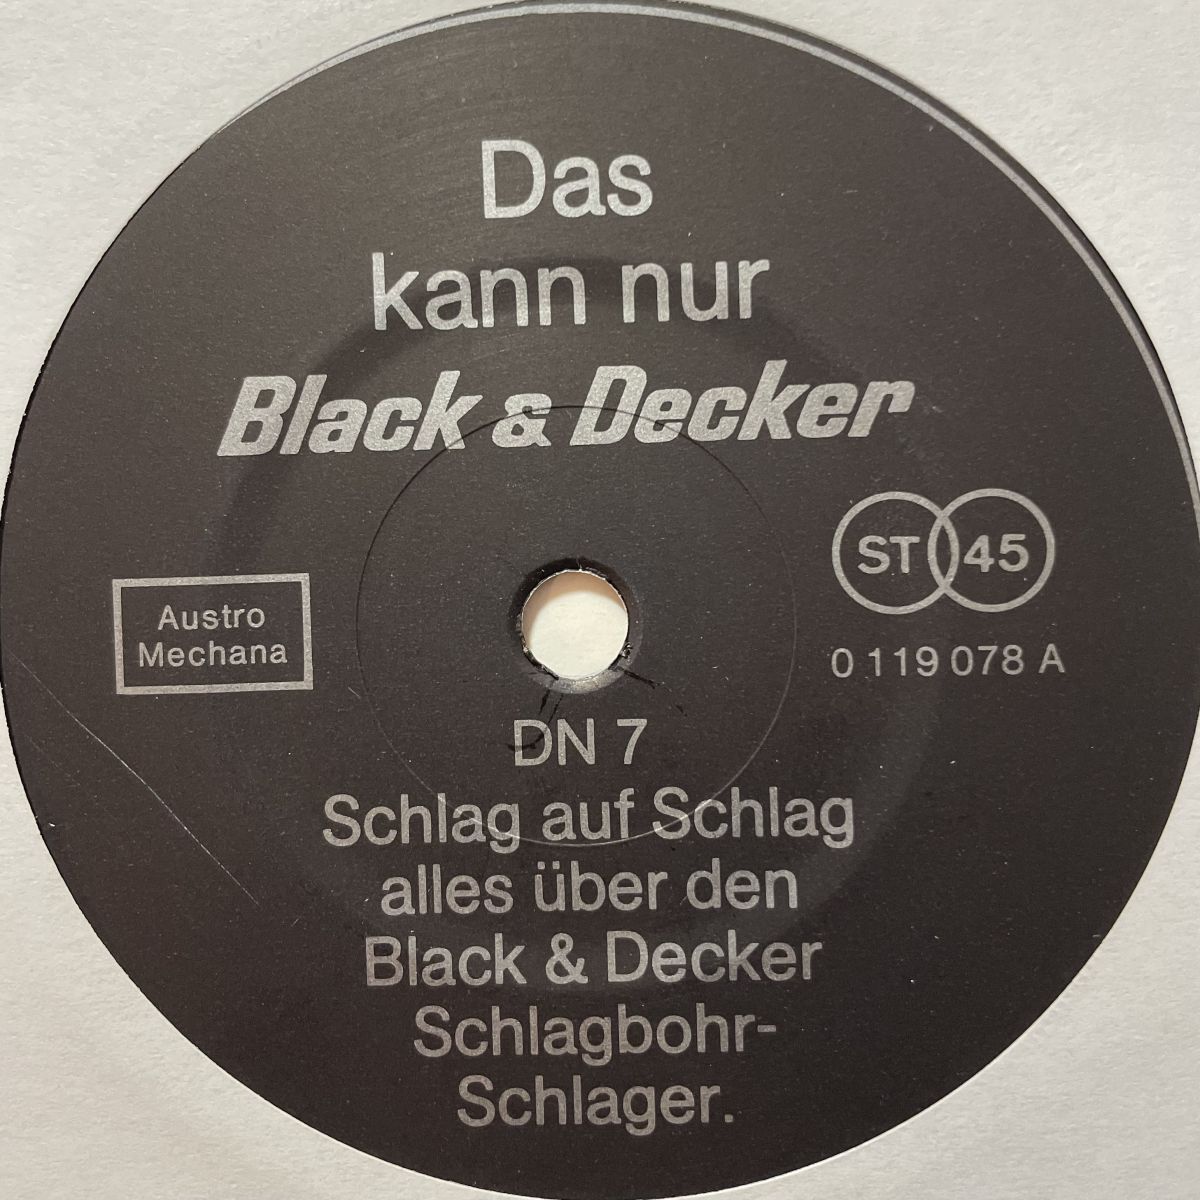 Das
kann nur
Black & Decker
ST 45
Austro
Mechana
0 119 078 A
DN 7
Schlag auf Schlag
alles über den
Black & Decker
Schlagbohr-
Schlager.